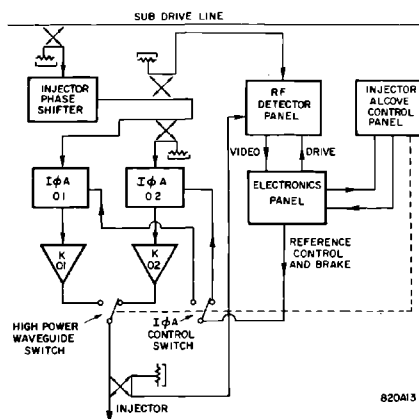 SUB DRIVE LINE
INJECTOR
PHASE
SHIFTER
RF
DETECTOR
PANEL
INJECTOR
ALCOVE
CONTROL
PANEL
VIDEO
DRIVE
IΦA
01
IΦA
02
ELECTRONICS
PANEL
K
01
K
02
REFERENCE
CONTROL
AND BRAKE
HIGH POWER
WAVEGUIDE
SWITCH
IΦA
CONTROL
SWITCH
INJECTOR
820A13